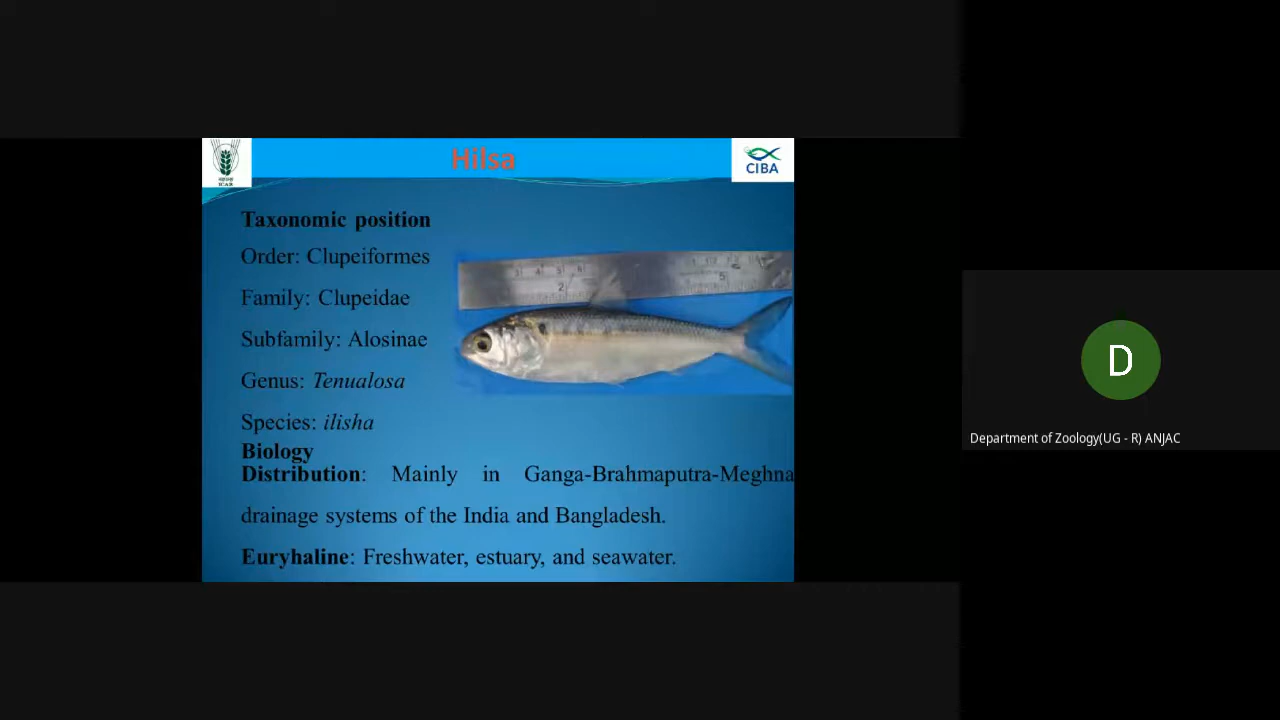 Hilsa
ICAR
CIBA
Taxonomic position
Order: Clupeiformes
Family: Clupeidae
Subfamily: Alosinae
Genus: Tenualosa
Species: ilisha
Biology
Distribution: Mainly in Ganga-Brahmaputra-Meghna
drainage systems of the India and Bangladesh.
Euryhaline: Freshwater, estuary, and seawater.
D
Department of Zoology(UG - R) ANJAC